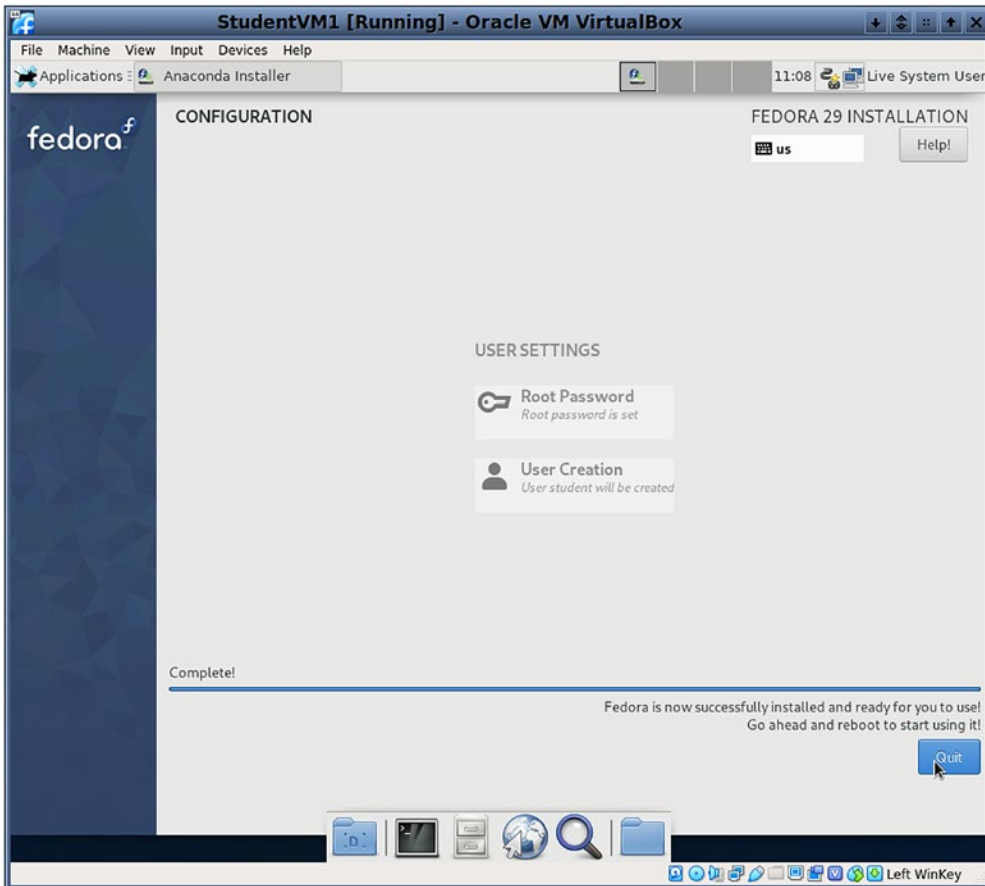 StudentVM1 [Running] - Oracle VM VirtualBox
File Machine View Input Devices Help
Applications Anaconda Installer 11:08 Live System User
fedora
CONFIGURATION
FEDORA 29 INSTALLATION
us
Help!
USER SETTINGS
Root Password
Root password is set
User Creation
User student will be created
Complete!
Fedora is now successfully installed and ready for you to use!
Go ahead and reboot to start using it!
Quit
Left WinKey